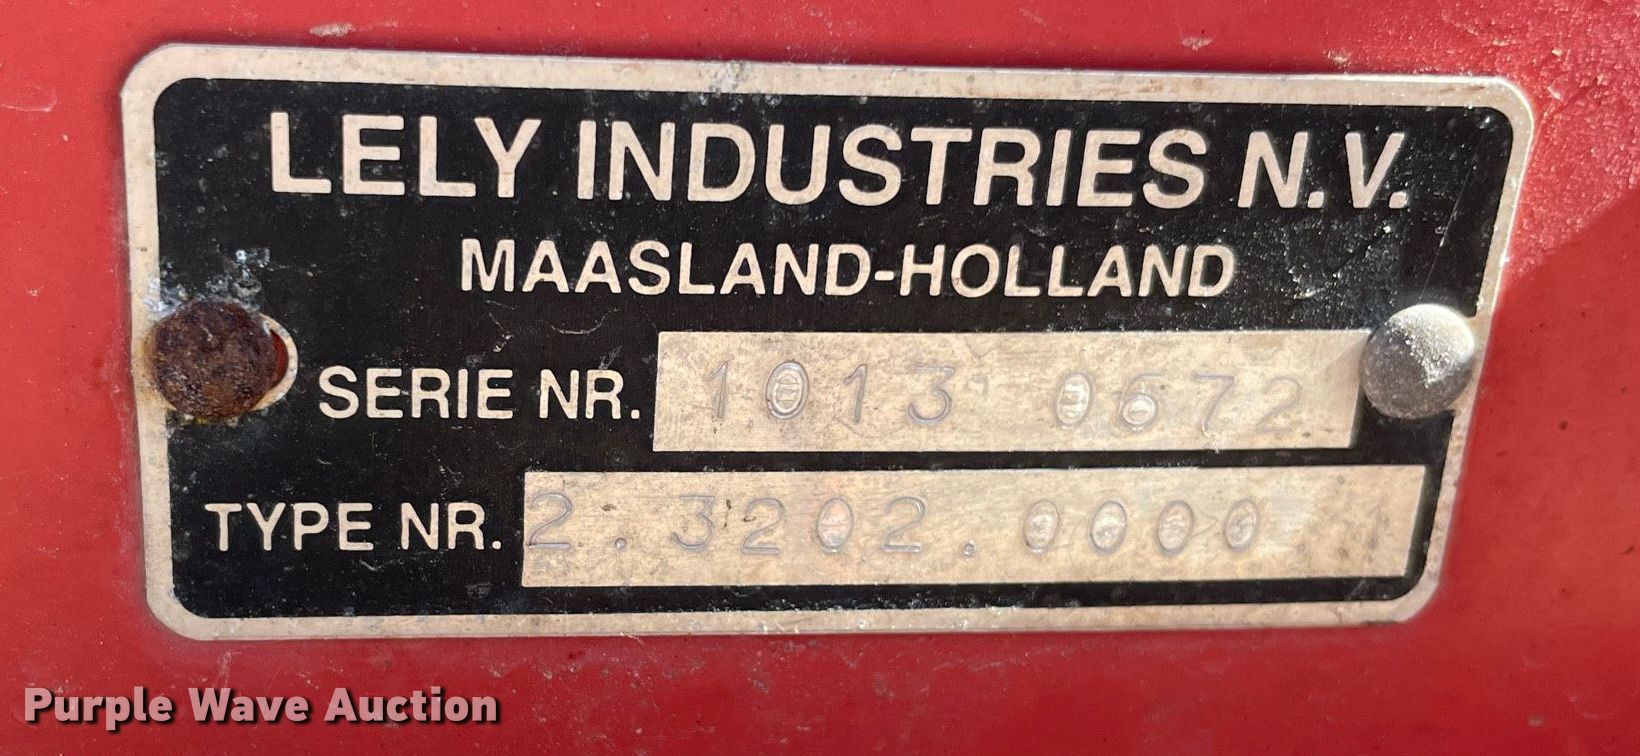 LELY INDUSTRIES N.V.
MAASLAND-HOLLAND
SERIE NR. 1013 0672
TYPE NR. 2.3202.0000
Purple Wave Auction